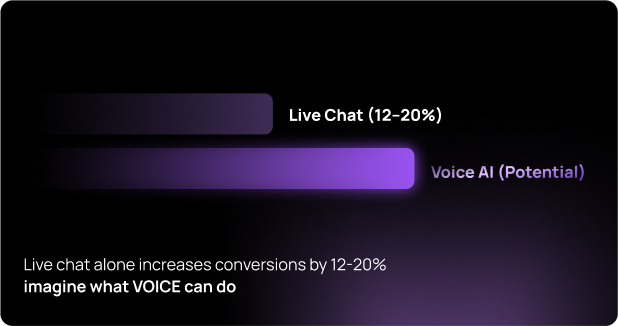 Live Chat (12–20%)
Voice AI (Potential)
Live chat alone increases conversions by 12-20%
imagine what VOICE can do